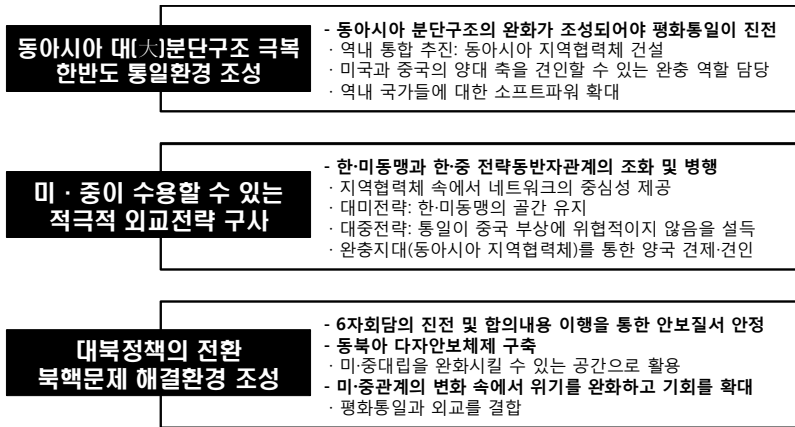 동아시아 대(大)분단구조 극복
한반도 통일환경 조성
- 동아시아 분단구조의 완화가 조성되어야 평화통일이 진전
· 역내 통합 추진: 동아시아 지역협력체 건설
· 미국과 중국의 양대 축을 견인할 수 있는 완충 역할 담당
· 역내 국가들에 대한 소프트파워 확대
미 · 중이 수용할 수 있는
적극적 외교전략 구사
- 한·미동맹과 한·중 전략동반자관계의 조화 및 병행
· 지역협력체 속에서 네트워크의 중심성 제공
· 대미전략: 한·미동맹의 골간 유지
· 대중전략: 통일이 중국 부상에 위협적이지 않음을 설득
· 완충지대(동아시아 지역협력체)를 통한 양국 견제·견인
대북정책의 전환
북핵문제 해결환경 조성
- 6자회담의 진전 및 합의내용 이행을 통한 안보질서 안정
- 동북아 다자안보체제 구축
· 미·중대립을 완화시킬 수 있는 공간으로 활용
- 미·중관계의 변화 속에서 위기를 완화하고 기회를 확대
· 평화통일과 외교를 결합